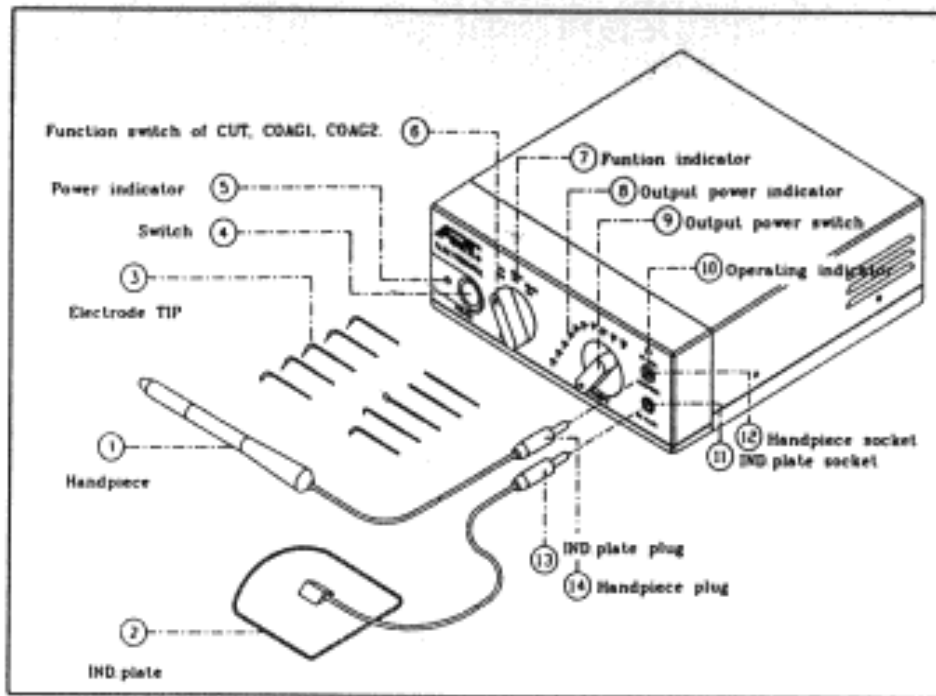 Function switch of CUT, COAG1, COAG2. 6
7 Funtion indicator
Power indicator 5
8 Output power indicator
9 Output power switch
Switch 4
10 Operating indicator
3
Electrode TIP
1
Handpiece
12 Handpiece socket
11 IND plate socket
13 IND plate plug
14 Handpiece plug
2
IND. plate